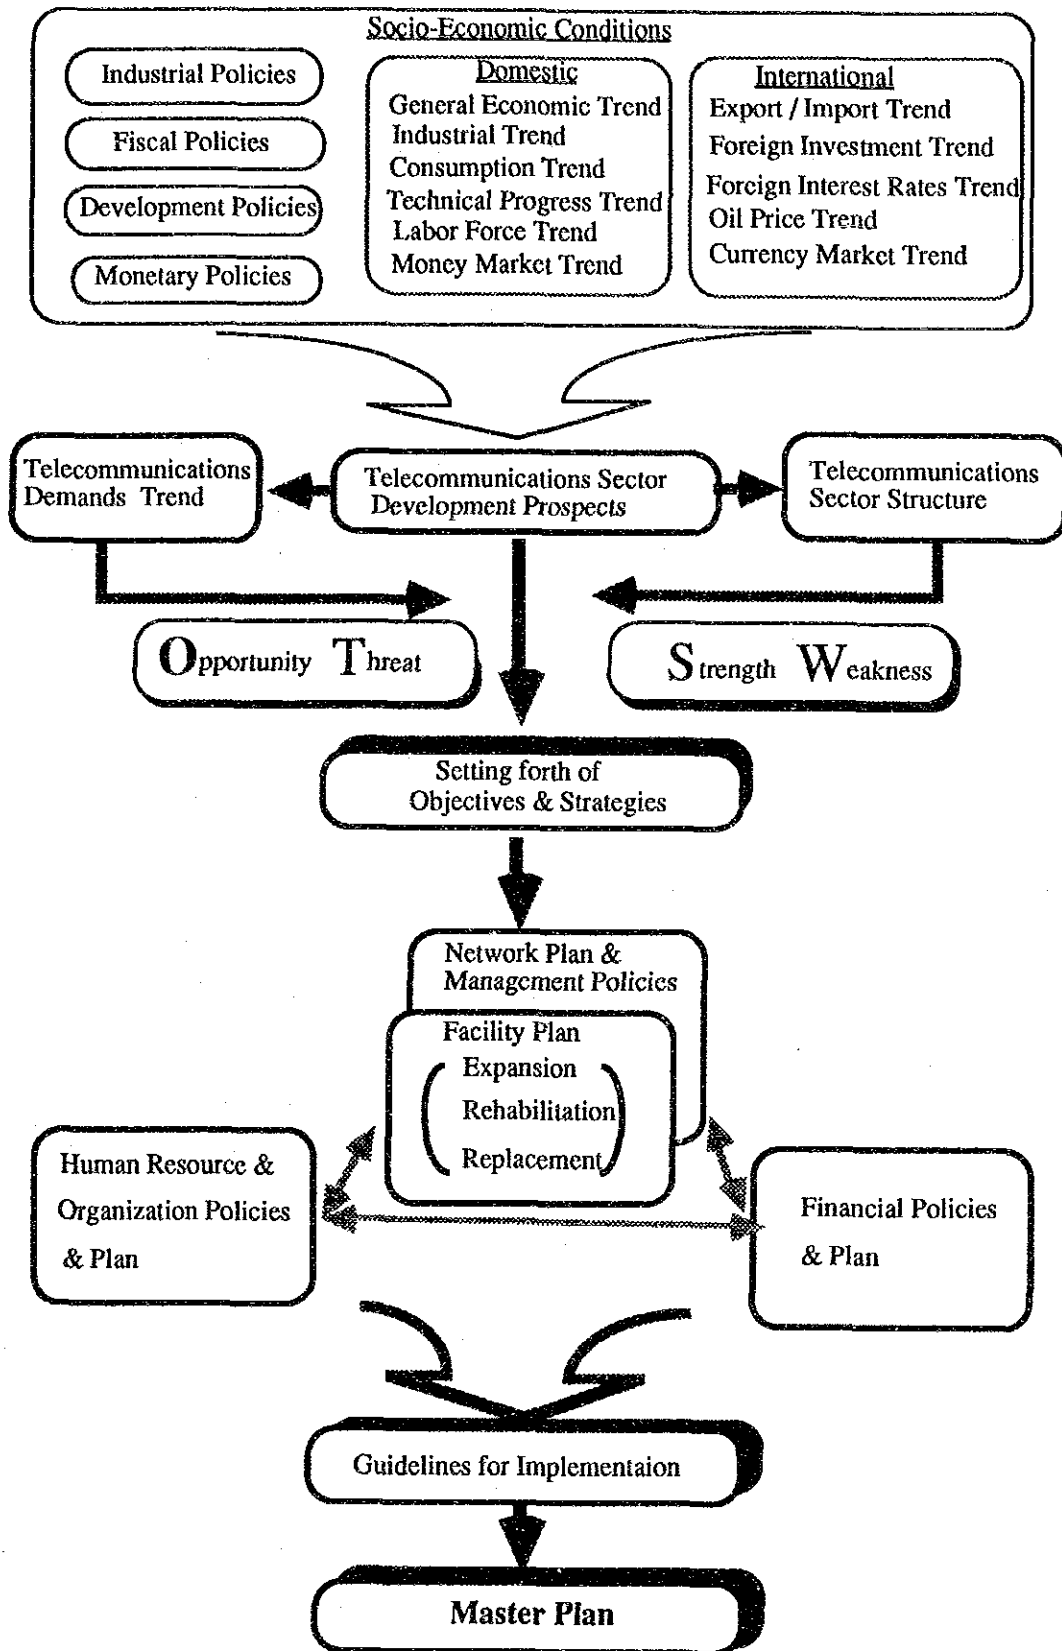 Socio-Economic Conditions
Industrial Policies
Fiscal Policies
Development Policies
Monetary Policies
Domestic
General Economic Trend
Industrial Trend
Consumption Trend
Technical Progress Trend
Labor Force Trend
Money Market Trend
International
Export / Import Trend
Foreign Investment Trend
Foreign Interest Rates Trend
Oil Price Trend
Currency Market Trend
Telecommunications
Demands Trend
Telecommunications Sector
Development Prospects
Telecommunications
Sector Structure
Opportunity Threat
Strength Weakness
Setting forth of
Objectives & Strategies
Network Plan &
Management Policies
Facility Plan
Expansion
Rehabilitation
Replacement
Human Resource &
Organization Policies
& Plan
Financial Policies
& Plan
Guidelines for Implementaion
Master Plan